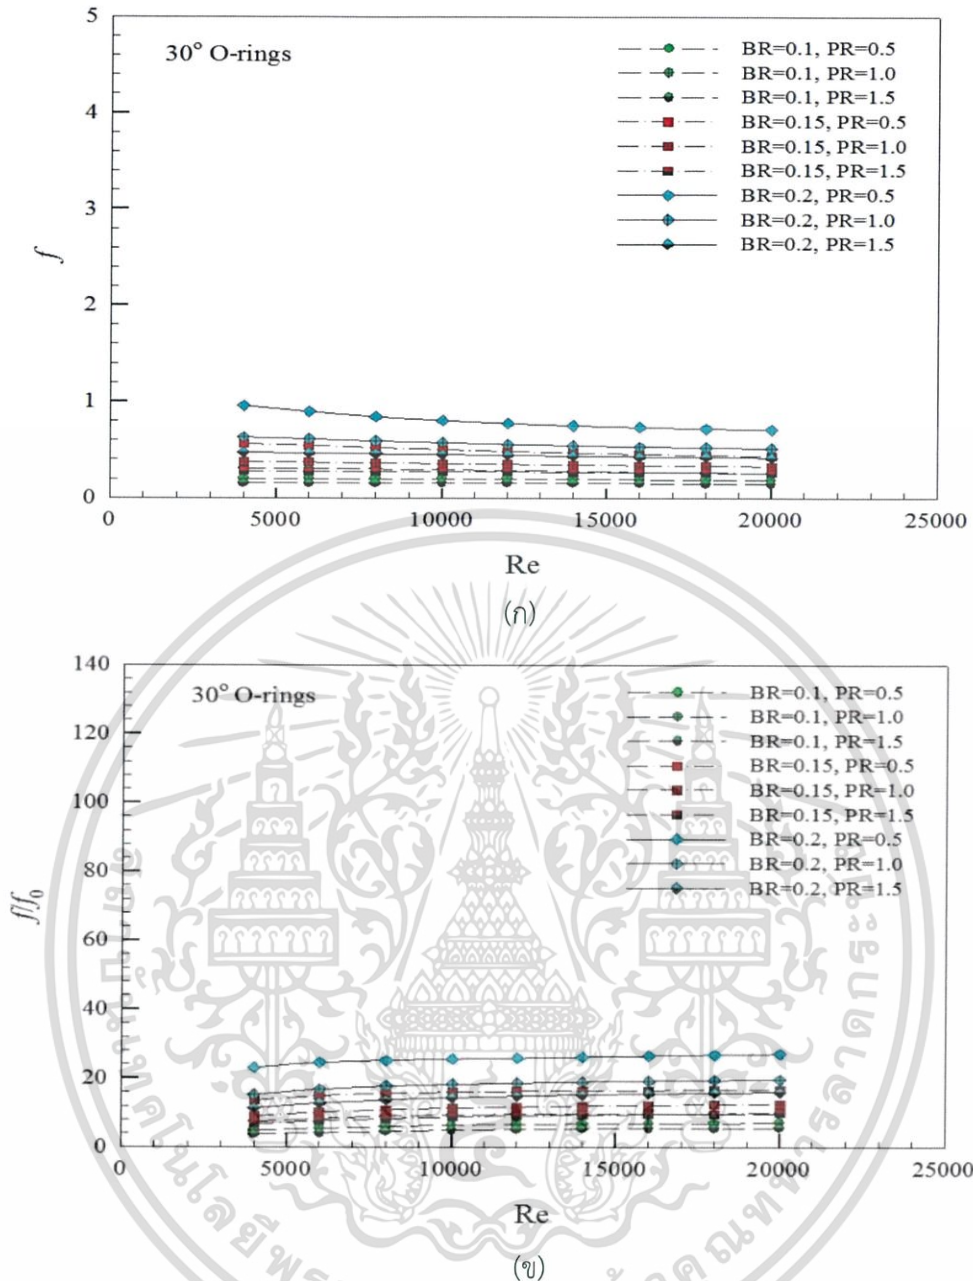 5
30° O-rings
BR=0.1, PR=0.5
BR=0.1, PR=1.0
BR=0.1, PR=1.5
4
BR=0.15, PR=0.5
BR=0.15, PR=1.0
BR=0.15, PR=1.5
3
BR=0.2, PR=0.5
BR=0.2, PR=1.0
BR=0.2, PR=1.5
f
2
1
0
0 5000 10000 15000 20000 25000
Re
(ก)
140
30° O-rings
BR=0.1, PR=0.5
BR=0.1, PR=1.0
120
BR=0.1, PR=1.5
BR=0.15, PR=0.5
BR=0.15, PR=1.0
100
BR=0.15, PR=1.5
BR=0.2, PR=0.5
BR=0.2, PR=1.0
80
BR=0.2, PR=1.5
f/f0
60
40
20
0
0 5000 10000 15000 20000 25000
Re
(ข)